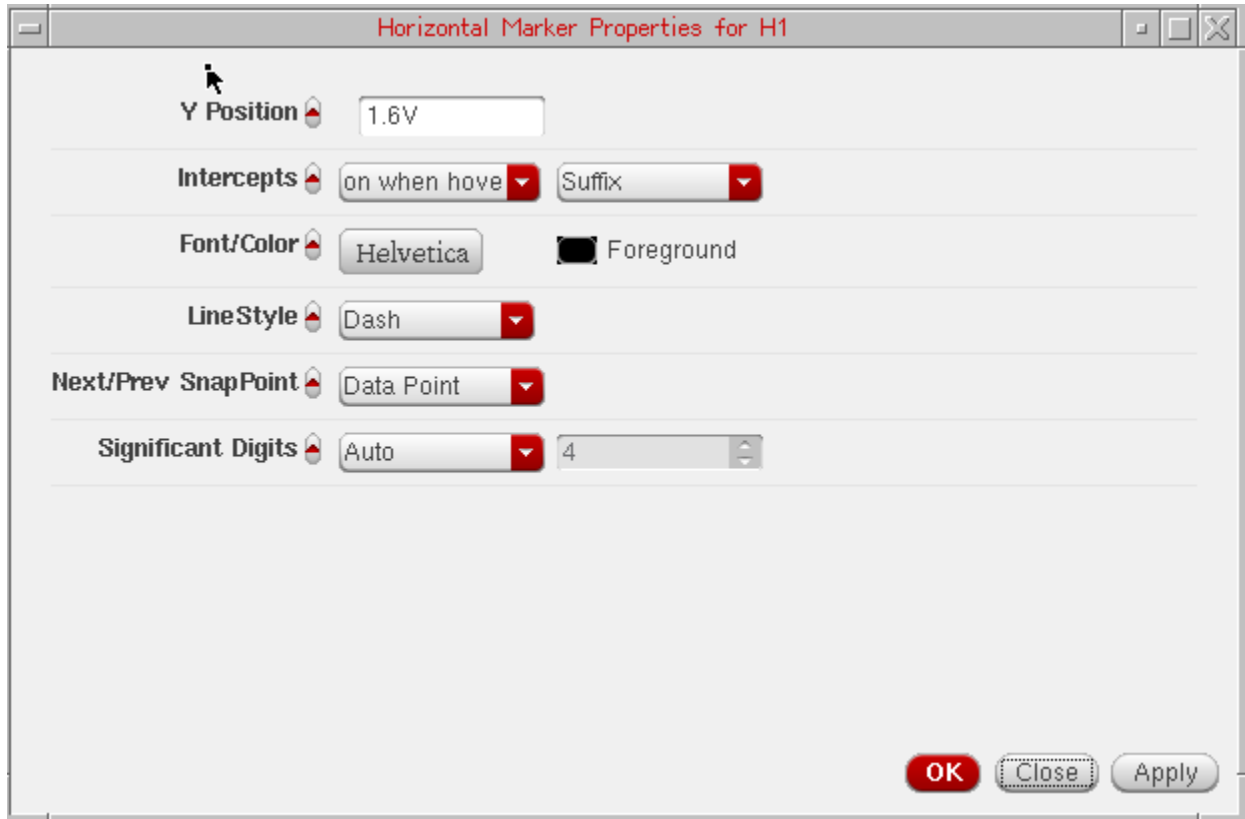 Horizontal Marker Properties for H1
Y Position 1.6V
Intercepts on when hove Suffix
Font/Color Helvetica Foreground
LineStyle Dash
Next/Prev SnapPoint Data Point
Significant Digits Auto 4
OK Close Apply